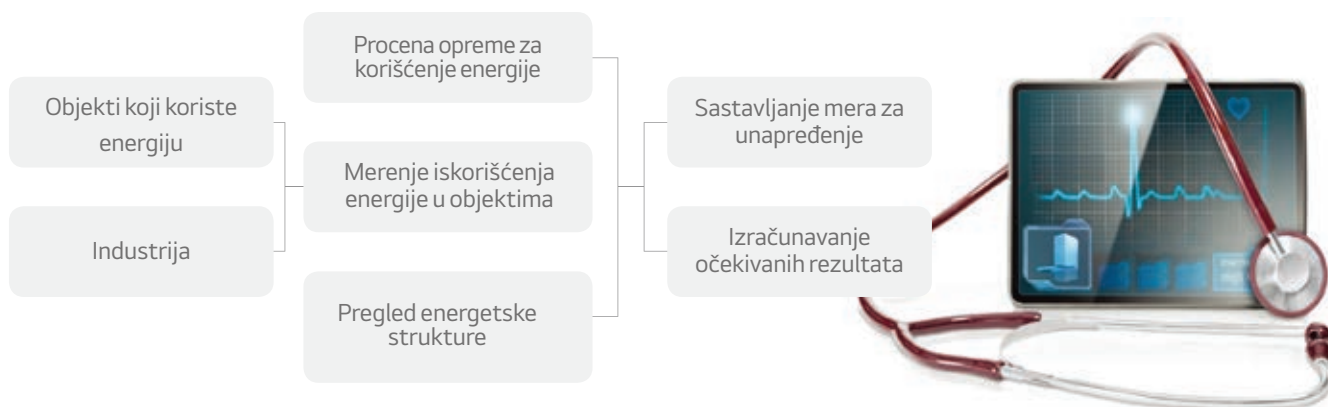 Objekti koji koriste
energiju
Industrija
Procena opreme za
korišćenje energije
Merenje iskorišćenja
energije u objektima
Pregled energetske
strukture
Sastavljanje mera za
unapređenje
Izračunavanje
očekivanih rezultata